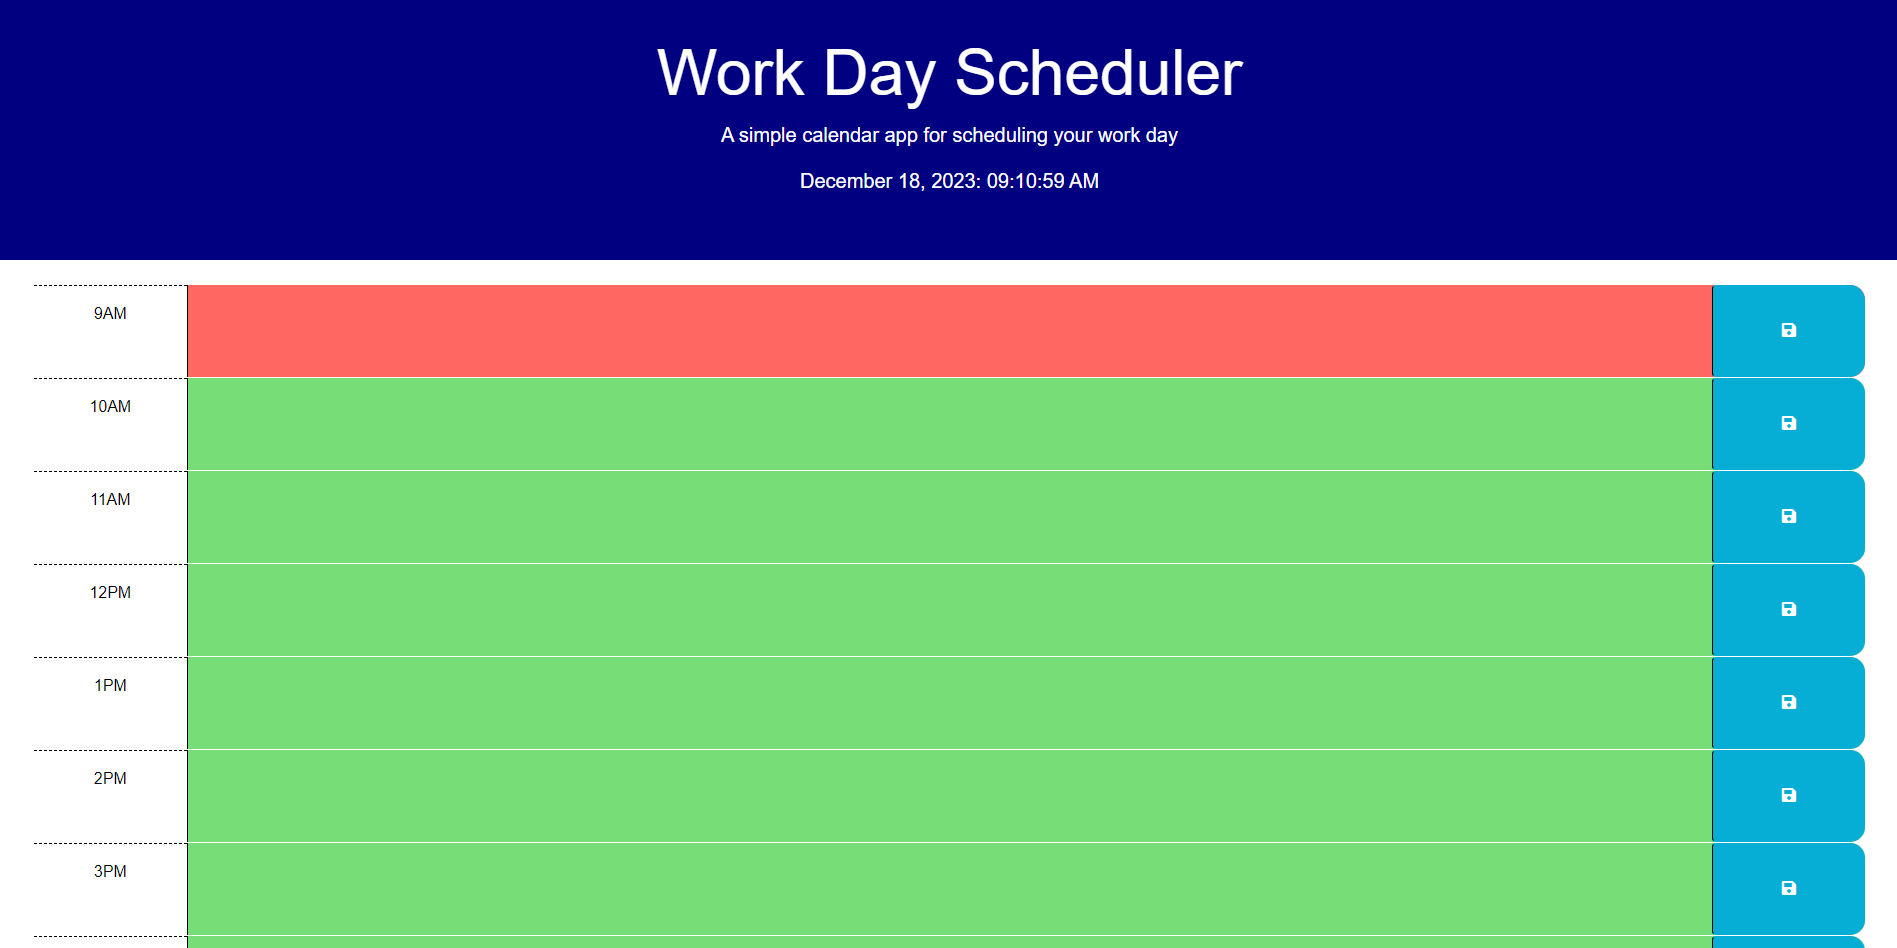 Work Day Scheduler
A simple calendar app for scheduling your work day
December 18, 2023: 09:10:59 AM
9AM
10AM
11AM
12PM
1PM
2PM
3PM